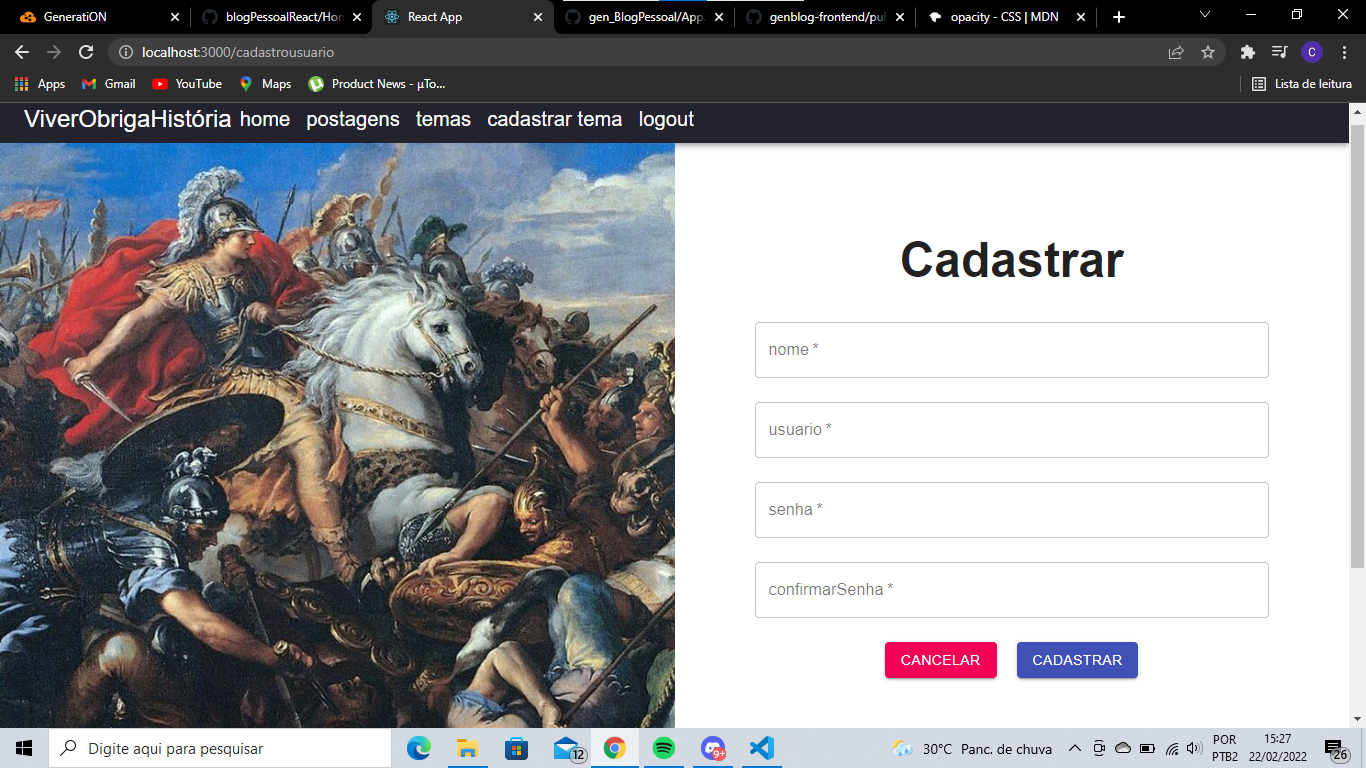 GeneratiON
blogPessoalReact/Hon
React App
gen_BlogPessoal/App.
genblog-frontend/pul
opacity - CSS | MDN
localhost:3000/cadastrousuario
C
Apps
Gmail
YouTube
Maps
Product News - µTo...
Lista de leitura
ViverObrigaHistória home postagens temas cadastrar tema logout
Cadastrar
nome *
usuario *
senha *
confirmarSenha *
CANCELAR
CADASTRAR
Digite aqui para pesquisar
12
9+
30°C Panc. de chuva
POR
PTB2
15:27
22/02/2022
26